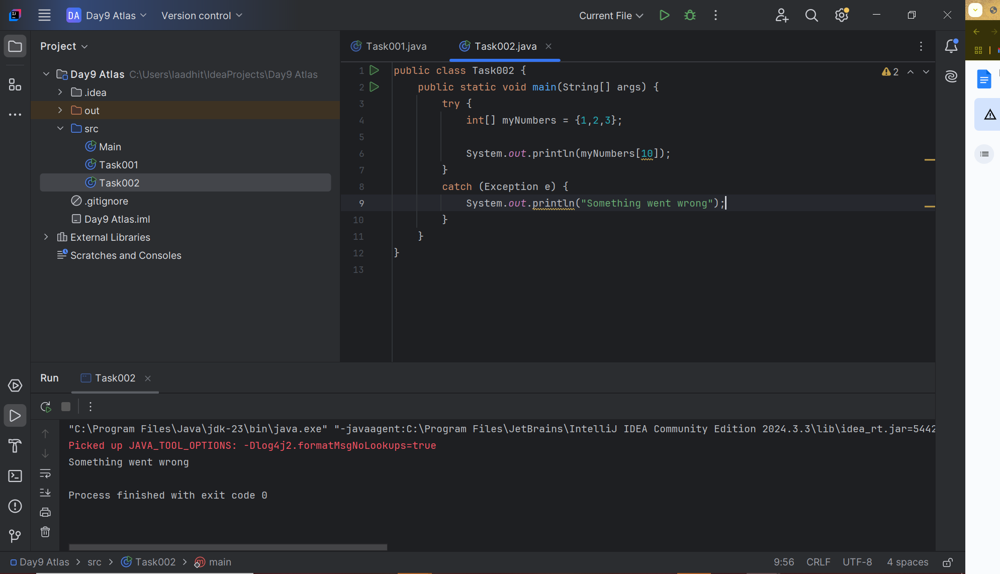 DA Day9 Atlas Version control Current File
Project
Task001.java Task002.java
Day9 Atlas C:\Users\laadhit\IdeaProjects\Day9 Atlas
.idea
out
src
Main
Task001
Task002
.gitignore
Day9 Atlas.iml
External Libraries
Scratches and Consoles
1 public class Task002 {
2 public static void main(String[] args) {
3 try {
4 int[] myNumbers = {1,2,3};
5
6 System.out.println(myNumbers[10]);
7 }
8 catch (Exception e) {
9 System.out.println("Something went wrong");
10 }
11 }
12 }
13
2
Run Task002
"C:\Program Files\Java\jdk-23\bin\java.exe" "-javaagent:C:\Program Files\JetBrains\IntelliJ IDEA Community Edition 2024.3.3\lib\idea_rt.jar=5442
Picked up JAVA_TOOL_OPTIONS: -Dlog4j2.formatMsgNoLookups=true
Something went wrong
Process finished with exit code 0
Day9 Atlas > src > Task002 > main 9:56 CRLF UTF-8 4 spaces